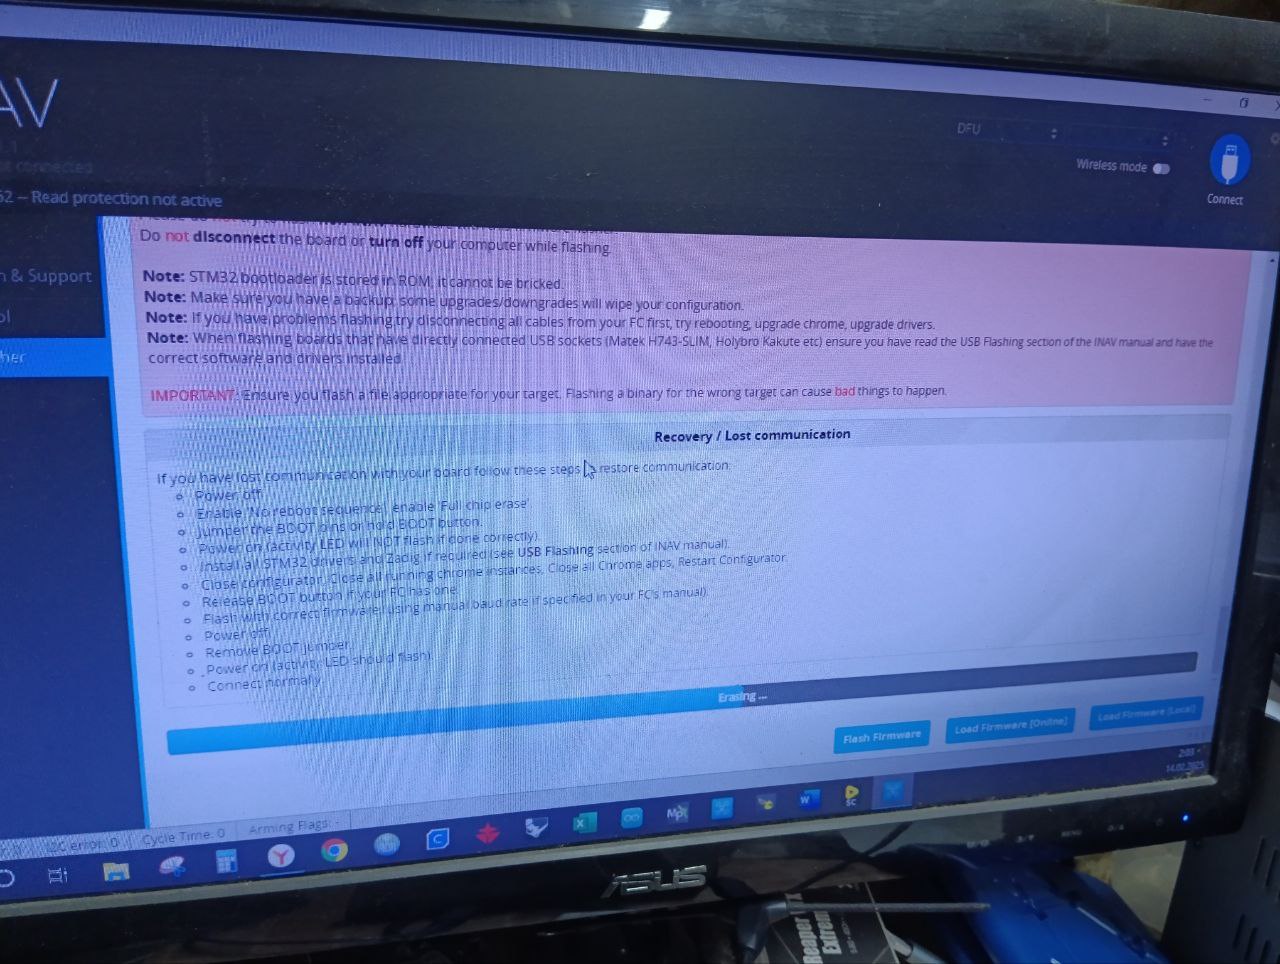 AV
DFU
Wireless mode
Connect
– Read protection not active
Do not disconnect the board or turn off your computer while flashing.
Note: STM32 bootloader is stored in ROM, it cannot be bricked.
Note: Make sure you have a backup; some upgrades/downgrades will wipe your configuration.
Note: If you have problems flashing try disconnecting all cables from your FC first, try rebooting, upgrade chrome, upgrade drivers.
Note: When flashing boards that have directly connected USB sockets (Matek H743-SLIM, Holybro Kakute etc) ensure you have read the USB Flashing section of the INAV manual and have the
correct software and drivers installed
IMPORTANT: Ensure you flash a file appropriate for your target. Flashing a binary for the wrong target can cause bad things to happen.
& Support
her
Recovery / Lost communication
If you have lost communication with your board follow these steps to restore communication:
Power off
Enable 'No reboot sequence', enable 'Full chip erase'.
Jumper the BOOT pins or hold BOOT button.
Power on (activity LED will NOT flash if done correctly).
Install all STM32 drivers and Zadig if required (see USB Flashing section of INAV manual).
Close configurator, Close all running chrome instances, Close all Chrome apps, Restart Configurator.
Release BOOT button if your FC has one.
Flash with correct firmware (using manual baud rate if specified in your FC's manual).
Power off.
Remove BOOT jumper.
Power on (activity LED should flash).
Connect normally.
Erasing ...
Flash Firmware
Load Firmware [Online]
Load Firmware [Local]
error: 0
Cycle Time: 0
Arming Flags: -
2:03
14.02.2025
ASUS
MENU
Reaper
Extrem